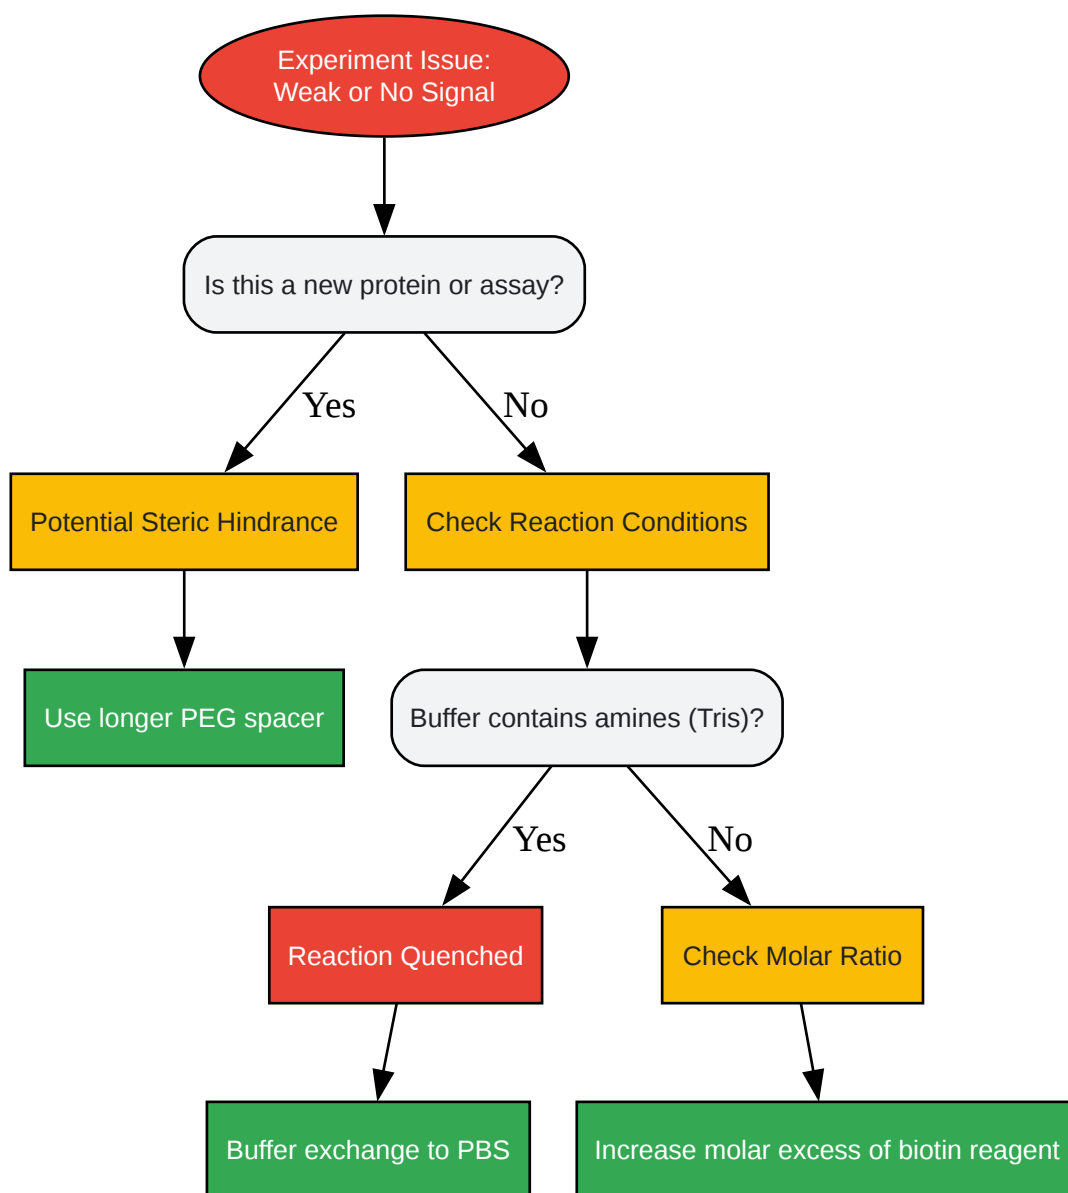 Experiment Issue:
Weak or No Signal
Is this a new protein or assay?
Yes
No
Potential Steric Hindrance
Check Reaction Conditions
Use longer PEG spacer
Buffer contains amines (Tris)?
Yes
No
Reaction Quenched
Check Molar Ratio
Buffer exchange to PBS
Increase molar excess of biotin reagent